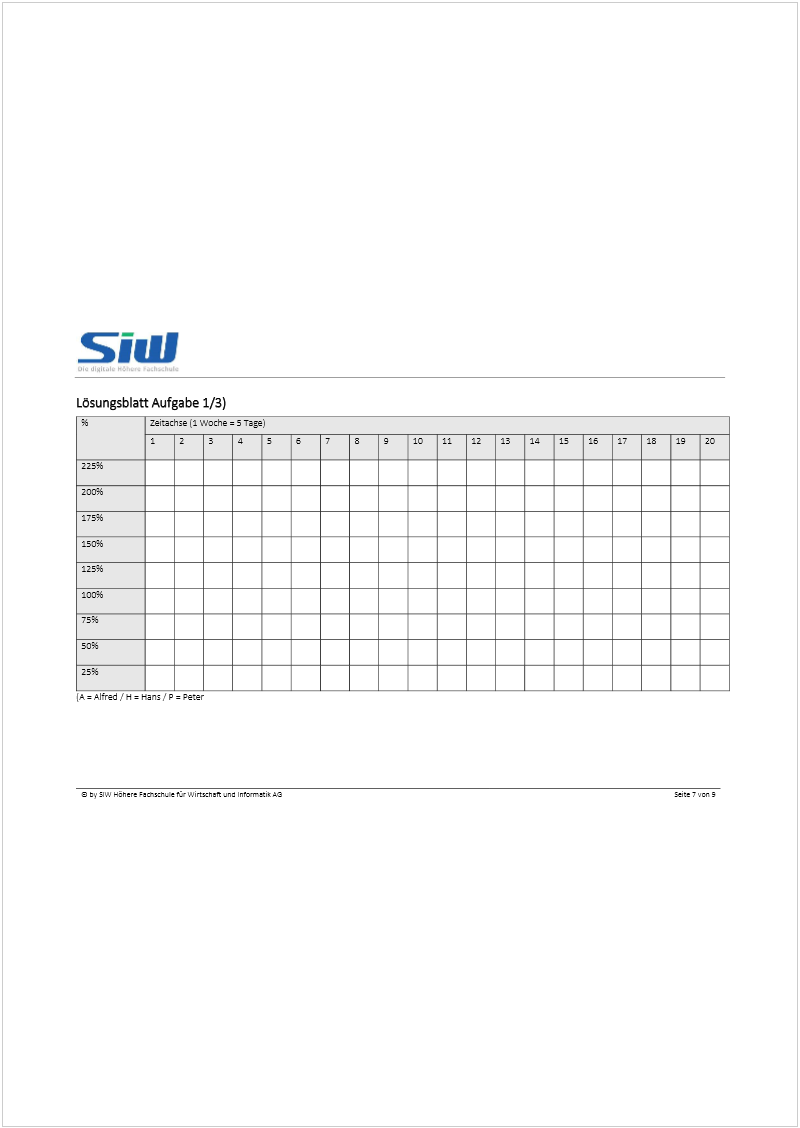 SiW
Die digitale Höhere Fachschule
Lösungsblatt Aufgabe 1/3)
% Zeitachse (1 Woche = 5 Tage)
1 2 3 4 5 6 7 8 9 10 11 12 13 14 15 16 17 18 19 20
225%
200%
175%
150%
125%
100%
75%
50%
25%
(A = Alfred / H = Hans / P = Peter
© by SIW Höhere Fachschule für Wirtschaft und Informatik AG Seite 7 von 9